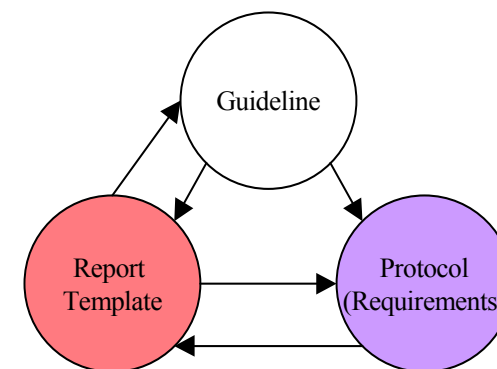 Guideline
Report
Template
Protocol
(Requirements